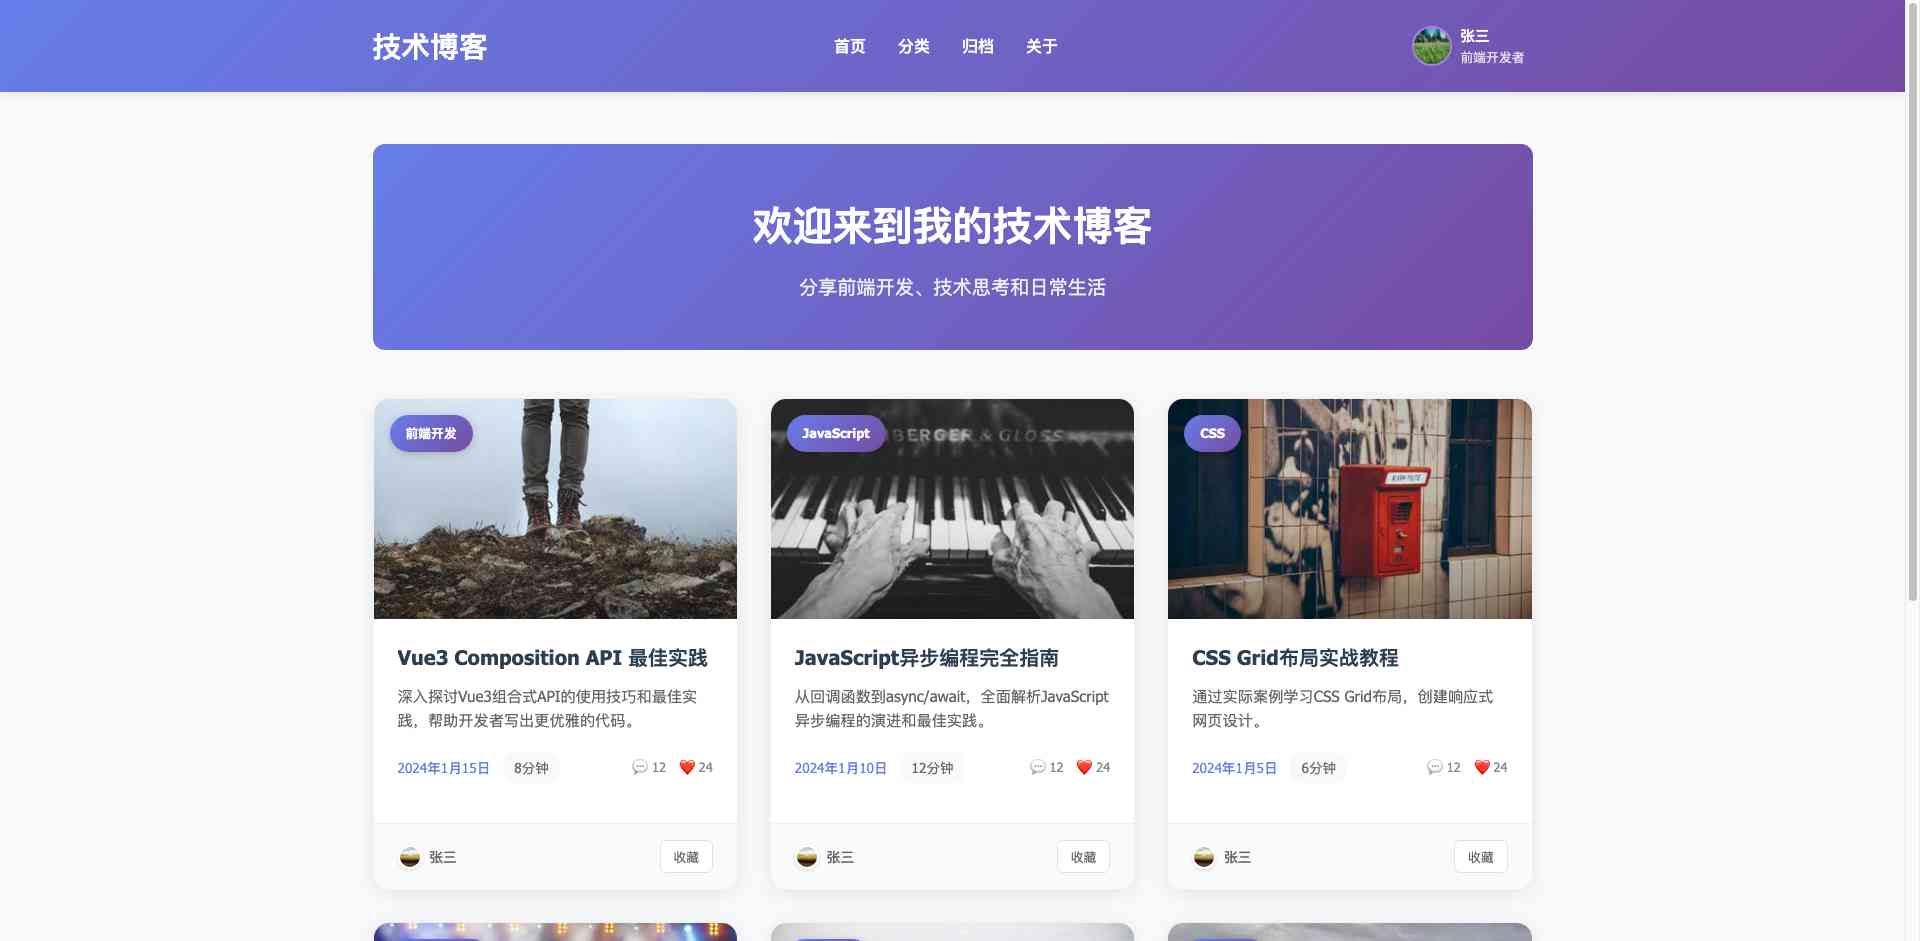 技术博客
首页
分类
归档
关于
张三
前端开发者
欢迎来到我的技术博客
分享前端开发、技术思考和日常生活
前端开发
Vue3 Composition API 最佳实践
深入探讨Vue3组合式API的使用技巧和最佳实
践，帮助开发者写出更优雅的代码。
2024年1月15日
8分钟
12
24
张三
收藏
JavaScript
BERGER & GLOSS
JavaScript异步编程完全指南
从回调函数到async/await，全面解析JavaScript
异步编程的演进和最佳实践。
2024年1月10日
12分钟
12
24
张三
收藏
CSS
CSS Grid布局实战教程
通过实际案例学习CSS Grid布局，创建响应式
网页设计。
2024年1月5日
6分钟
12
24
张三
收藏